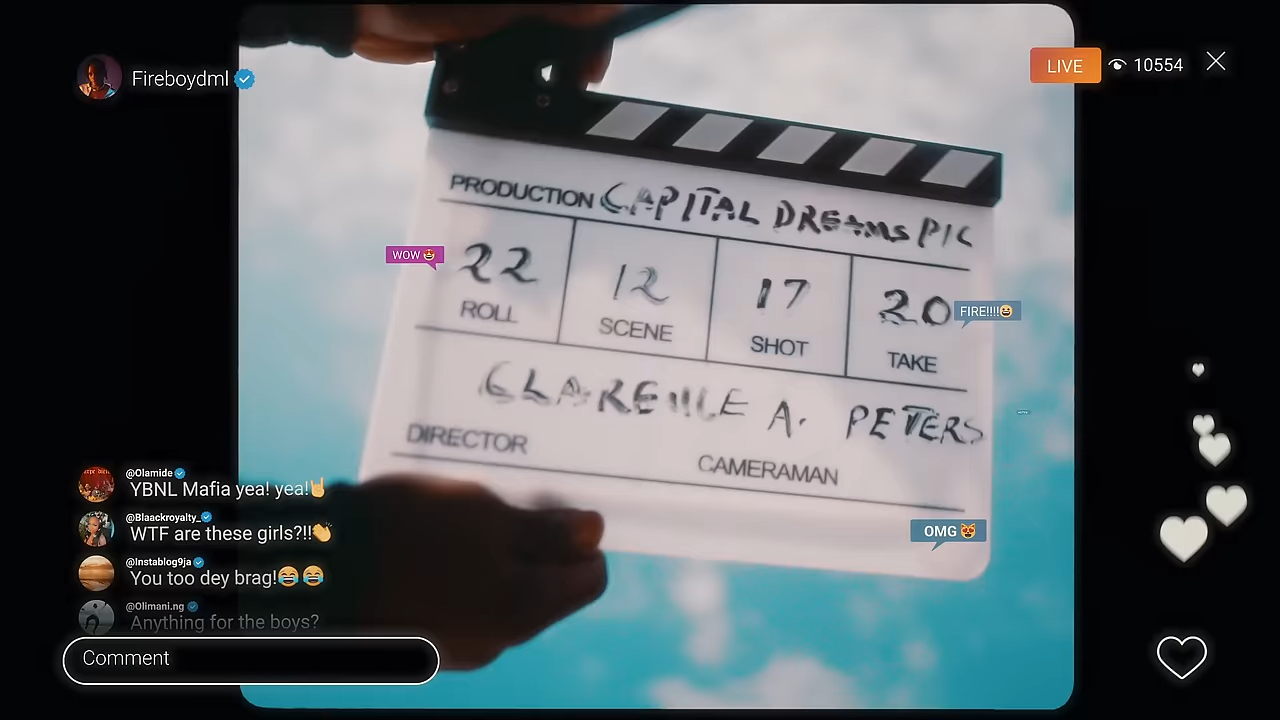 Fireboydml
LIVE
10554
PRODUCTION CAPITAL DREAMS PIC
WOW
22
12
17
20
FIRE!!!!
ROLL
SCENE
SHOT
TAKE
CLARENCE A. PETERS
DIRECTOR
CAMERAMAN
@Olamide
YBNL Mafia yea! yea!🤘
@Blaackroyalty_
WTF are these girls?!!👏
OMG
@Instablog9ja
You too dey brag!😂😂
@Olimani.ng
Anything for the boys?
Comment